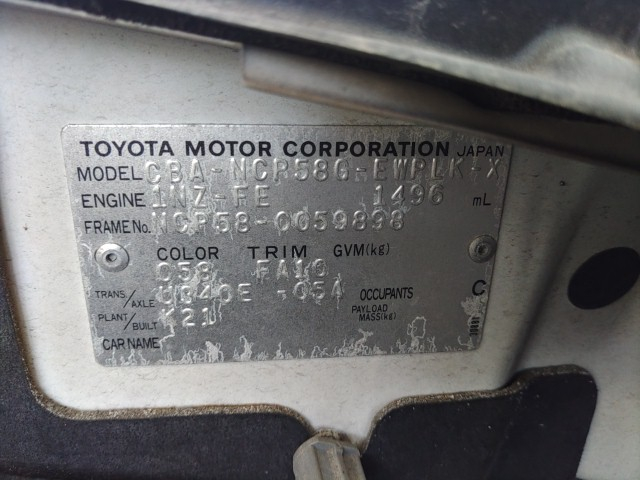 TOYOTA MOTOR CORPORATION JAPAN
MODEL CBA-NCP58G-EWPLK-X
ENGINE 1NZ-FE 1496 mL
FRAME No. NCP58-0059898
COLOR TRIM GVM(kg)
058 FA10
TRANS/AXLE U340E -05A OCCUPANTS C
PLANT/BUILT K21 PAYLOAD MASS(kg)
CAR NAME